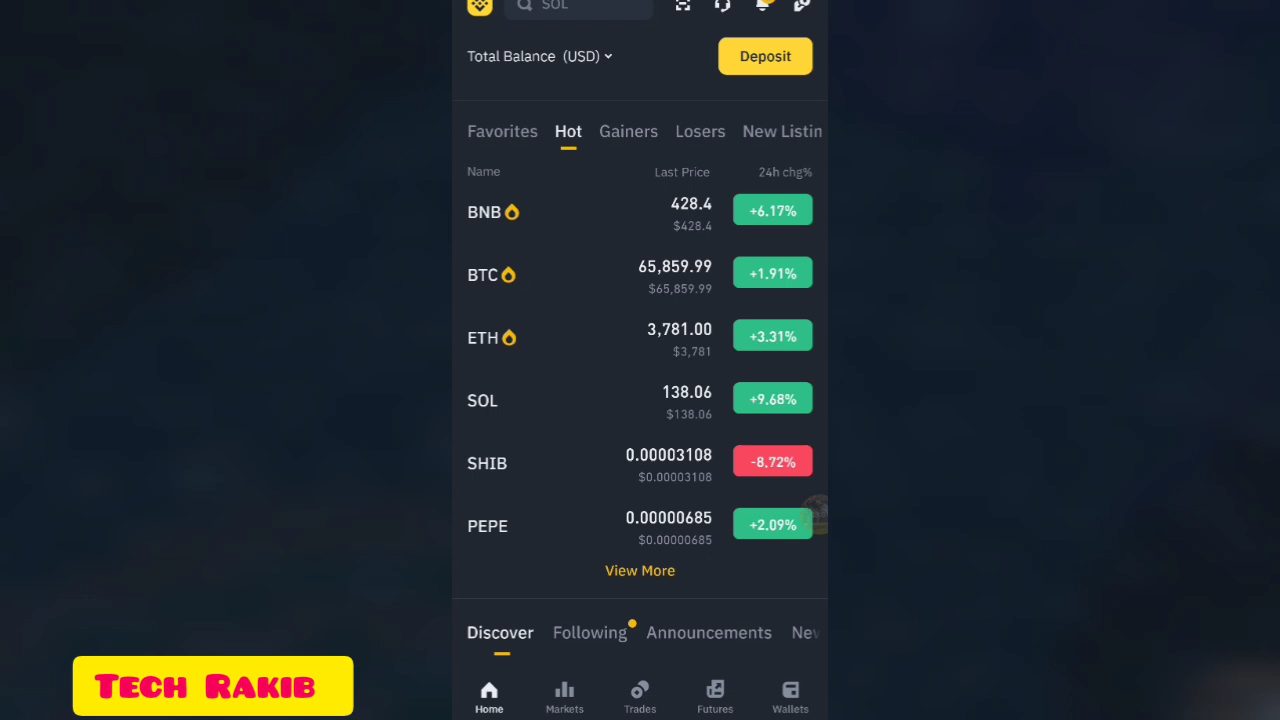 SOL
Total Balance (USD)
Deposit
Favorites Hot Gainers Losers New Listin
Name Last Price 24h chg%
BNB 428.4 +6.17%
$428.4
BTC 65,859.99 +1.91%
$65,859.99
ETH 3,781.00 +3.31%
$3,781
SOL 138.06 +9.68%
$138.06
SHIB 0.00003108 -8.72%
$0.00003108
PEPE 0.00000685 +2.09%
$0.00000685
View More
Discover Following Announcements New
Home Markets Trades Futures Wallets
Tech Rakib